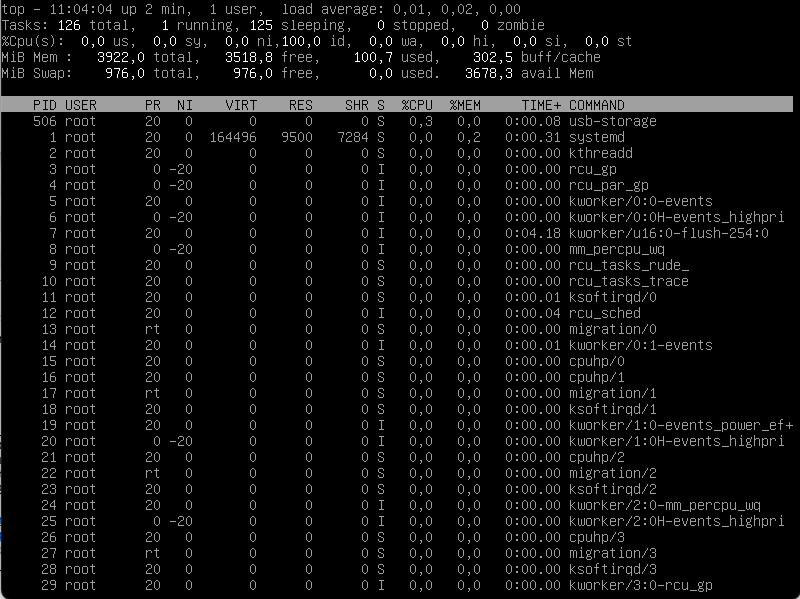 top - 11:04:04 up 2 min,  1 user,  load average: 0,01, 0,02, 0,00
Tasks: 126 total,   1 running, 125 sleeping,   0 stopped,   0 zombie
%Cpu(s):  0,0 us,  0,0 sy,  0,0 ni,100,0 id,  0,0 wa,  0,0 hi,  0,0 si,  0,0 st
MiB Mem :   3922,0 total,   3518,8 free,    100,7 used,    302,5 buff/cache
MiB Swap:    976,0 total,    976,0 free,      0,0 used.   3678,3 avail Mem
PID USER      PR  NI    VIRT    RES    SHR S  %CPU  %MEM     TIME+ COMMAND
506 root      20   0       0      0      0 S   0,3   0,0   0:00.08 usb-storage
1 root      20   0  164496   9500   7284 S   0,0   0,2   0:00.31 systemd
2 root      20   0       0      0      0 S   0,0   0,0   0:00.00 kthreadd
3 root       0 -20       0      0      0 I   0,0   0,0   0:00.00 rcu_gp
4 root       0 -20       0      0      0 I   0,0   0,0   0:00.00 rcu_par_gp
5 root      20   0       0      0      0 I   0,0   0,0   0:00.00 kworker/0:0-events
6 root       0 -20       0      0      0 I   0,0   0,0   0:00.00 kworker/0:0H-events_highpri
7 root      20   0       0      0      0 I   0,0   0,0   0:04.18 kworker/u16:0-flush-254:0
8 root       0 -20       0      0      0 I   0,0   0,0   0:00.00 mm_percpu_wq
9 root      20   0       0      0      0 S   0,0   0,0   0:00.00 rcu_tasks_rude_
10 root      20   0       0      0      0 S   0,0   0,0   0:00.00 rcu_tasks_trace
11 root      20   0       0      0      0 S   0,0   0,0   0:00.01 ksoftirqd/0
12 root      20   0       0      0      0 I   0,0   0,0   0:00.04 rcu_sched
13 root      rt   0       0      0      0 S   0,0   0,0   0:00.00 migration/0
14 root      20   0       0      0      0 I   0,0   0,0   0:00.01 kworker/0:1-events
15 root      20   0       0      0      0 S   0,0   0,0   0:00.00 cpuhp/0
16 root      20   0       0      0      0 S   0,0   0,0   0:00.00 cpuhp/1
17 root      rt   0       0      0      0 S   0,0   0,0   0:00.00 migration/1
18 root      20   0       0      0      0 S   0,0   0,0   0:00.00 ksoftirqd/1
19 root      20   0       0      0      0 I   0,0   0,0   0:00.00 kworker/1:0-events_power_ef+
20 root       0 -20       0      0      0 I   0,0   0,0   0:00.00 kworker/1:0H-events_highpri
21 root      20   0       0      0      0 S   0,0   0,0   0:00.00 cpuhp/2
22 root      rt   0       0      0      0 S   0,0   0,0   0:00.00 migration/2
23 root      20   0       0      0      0 S   0,0   0,0   0:00.00 ksoftirqd/2
24 root      20   0       0      0      0 I   0,0   0,0   0:00.00 kworker/2:0-mm_percpu_wq
25 root       0 -20       0      0      0 I   0,0   0,0   0:00.00 kworker/2:0H-events_highpri
26 root      20   0       0      0      0 S   0,0   0,0   0:00.00 cpuhp/3
27 root      rt   0       0      0      0 S   0,0   0,0   0:00.00 migration/3
28 root      20   0       0      0      0 S   0,0   0,0   0:00.00 ksoftirqd/3
29 root      20   0       0      0      0 I   0,0   0,0   0:00.00 kworker/3:0-rcu_gp